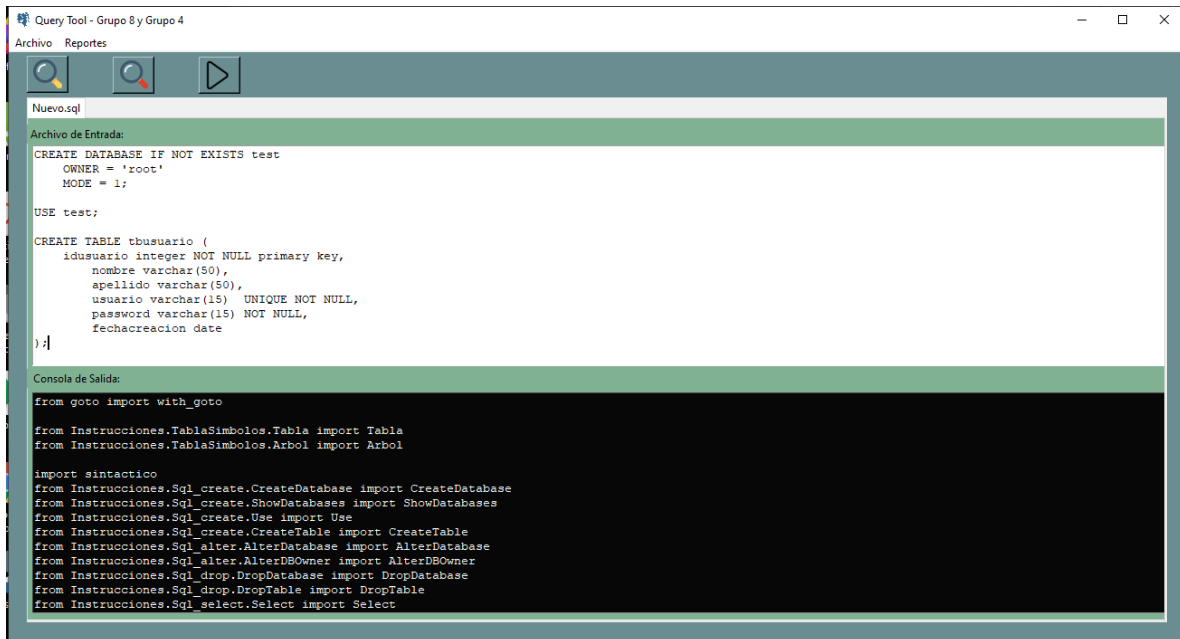 Query Tool - Grupo 8 y Grupo 4
Archivo Reportes
Nuevo.sql
Archivo de Entrada:
CREATE DATABASE IF NOT EXISTS test
    OWNER = 'root'
    MODE = 1;
USE test;
CREATE TABLE tbusuario (
    idusuario integer NOT NULL primary key,
        nombre varchar(50),
        apellido varchar(50),
        usuario varchar(15)  UNIQUE NOT NULL,
        password varchar(15) NOT NULL,
        fechacreacion date
);
Consola de Salida:
from goto import with_goto
from Instrucciones.TablaSimbolos.Tabla import Tabla
from Instrucciones.TablaSimbolos.Arbol import Arbol
import sintactico
from Instrucciones.Sql_create.CreateDatabase import CreateDatabase
from Instrucciones.Sql_create.ShowDatabases import ShowDatabases
from Instrucciones.Sql_create.Use import Use
from Instrucciones.Sql_create.CreateTable import CreateTable
from Instrucciones.Sql_alter.AlterDatabase import AlterDatabase
from Instrucciones.Sql_alter.AlterDBOwner import AlterDBOwner
from Instrucciones.Sql_drop.DropDatabase import DropDatabase
from Instrucciones.Sql_drop.DropTable import DropTable
from Instrucciones.Sql_select.Select import Select